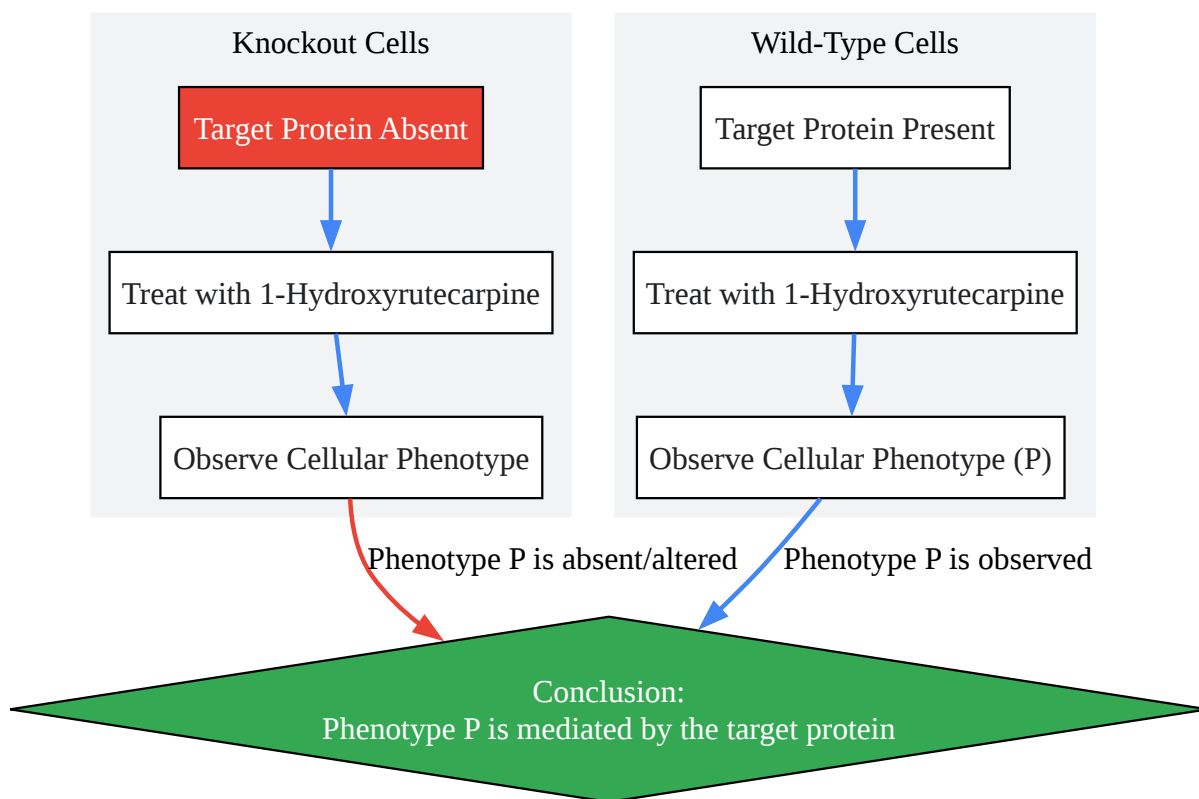 Knockout Cells
Target Protein Absent
Treat with 1-Hydroxyrutecarpine
Observe Cellular Phenotype
Phenotype P is absent/altered
Wild-Type Cells
Target Protein Present
Treat with 1-Hydroxyrutecarpine
Observe Cellular Phenotype (P)
Phenotype P is observed
Conclusion:
Phenotype P is mediated by the target protein